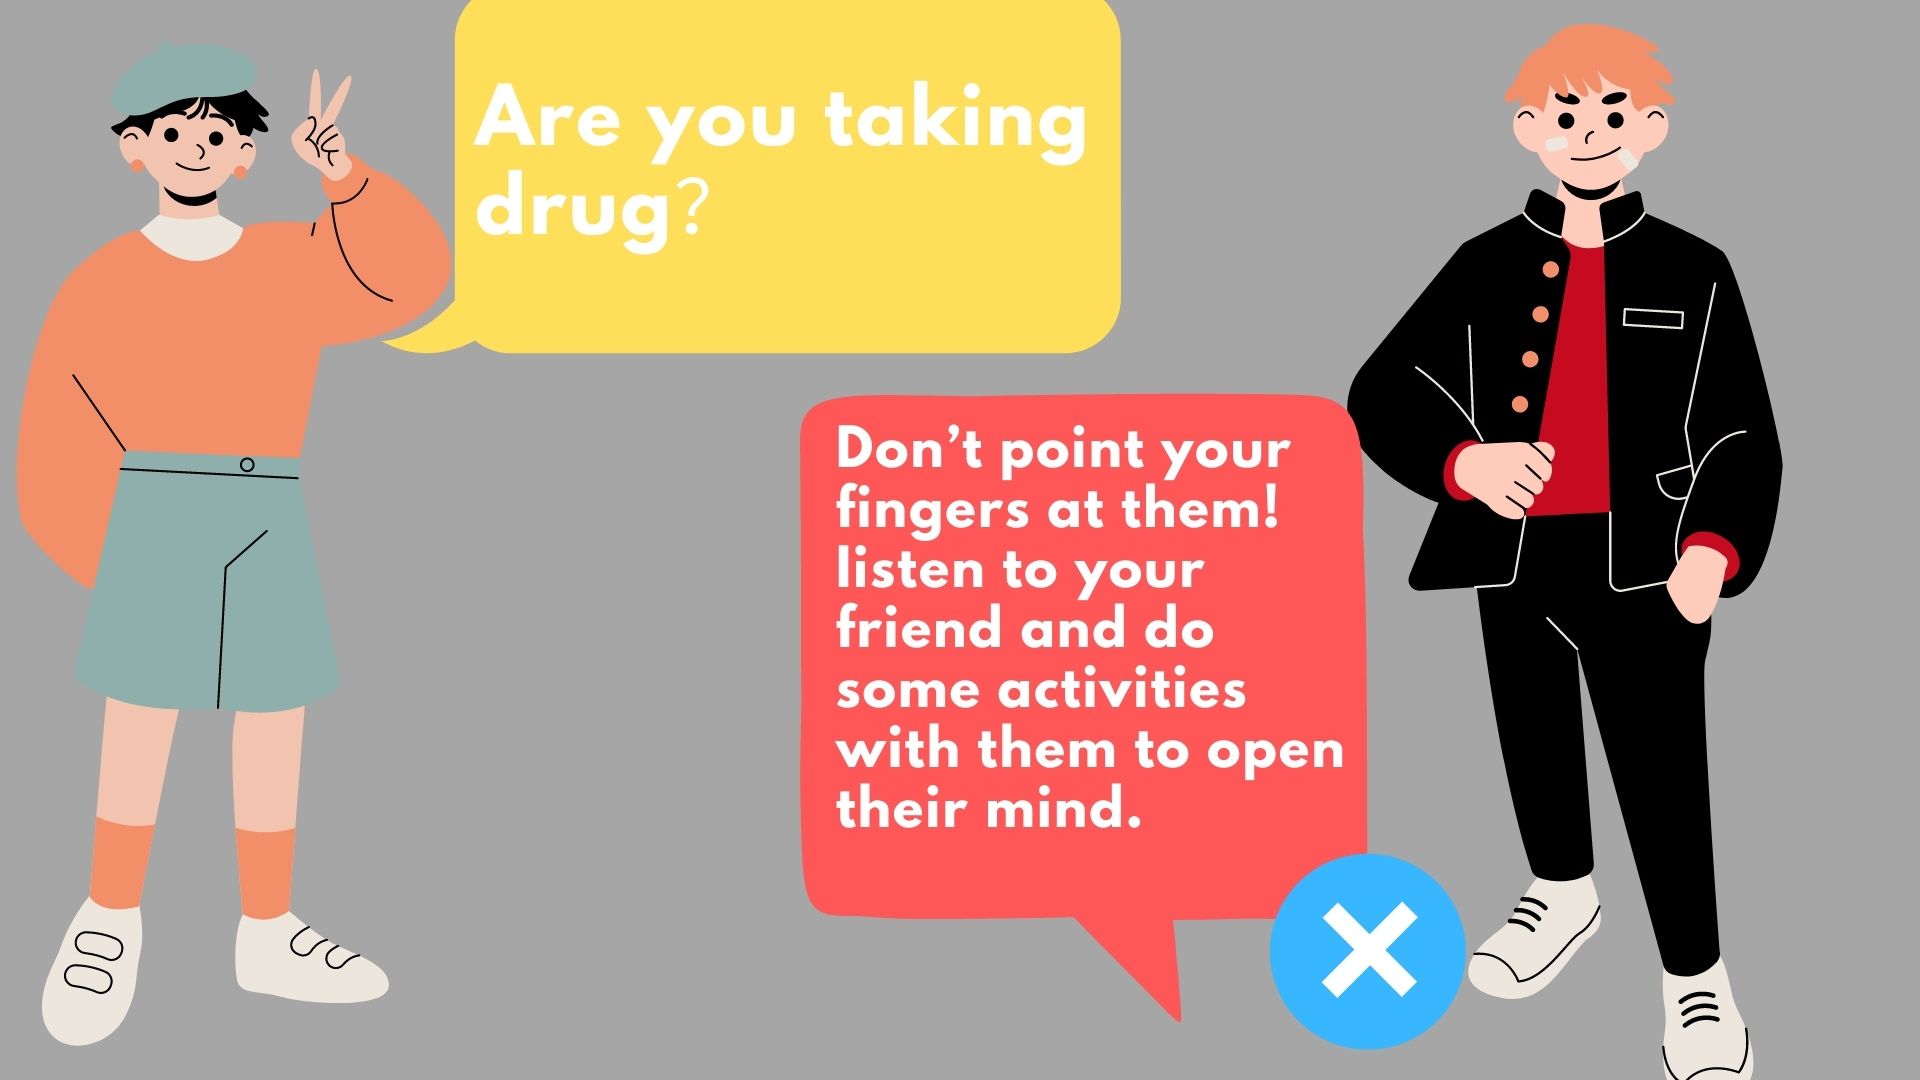 Are you taking
drug?
Don’t point your
fingers at them!
listen to your
friend and do
some activities
with them to open
their mind.